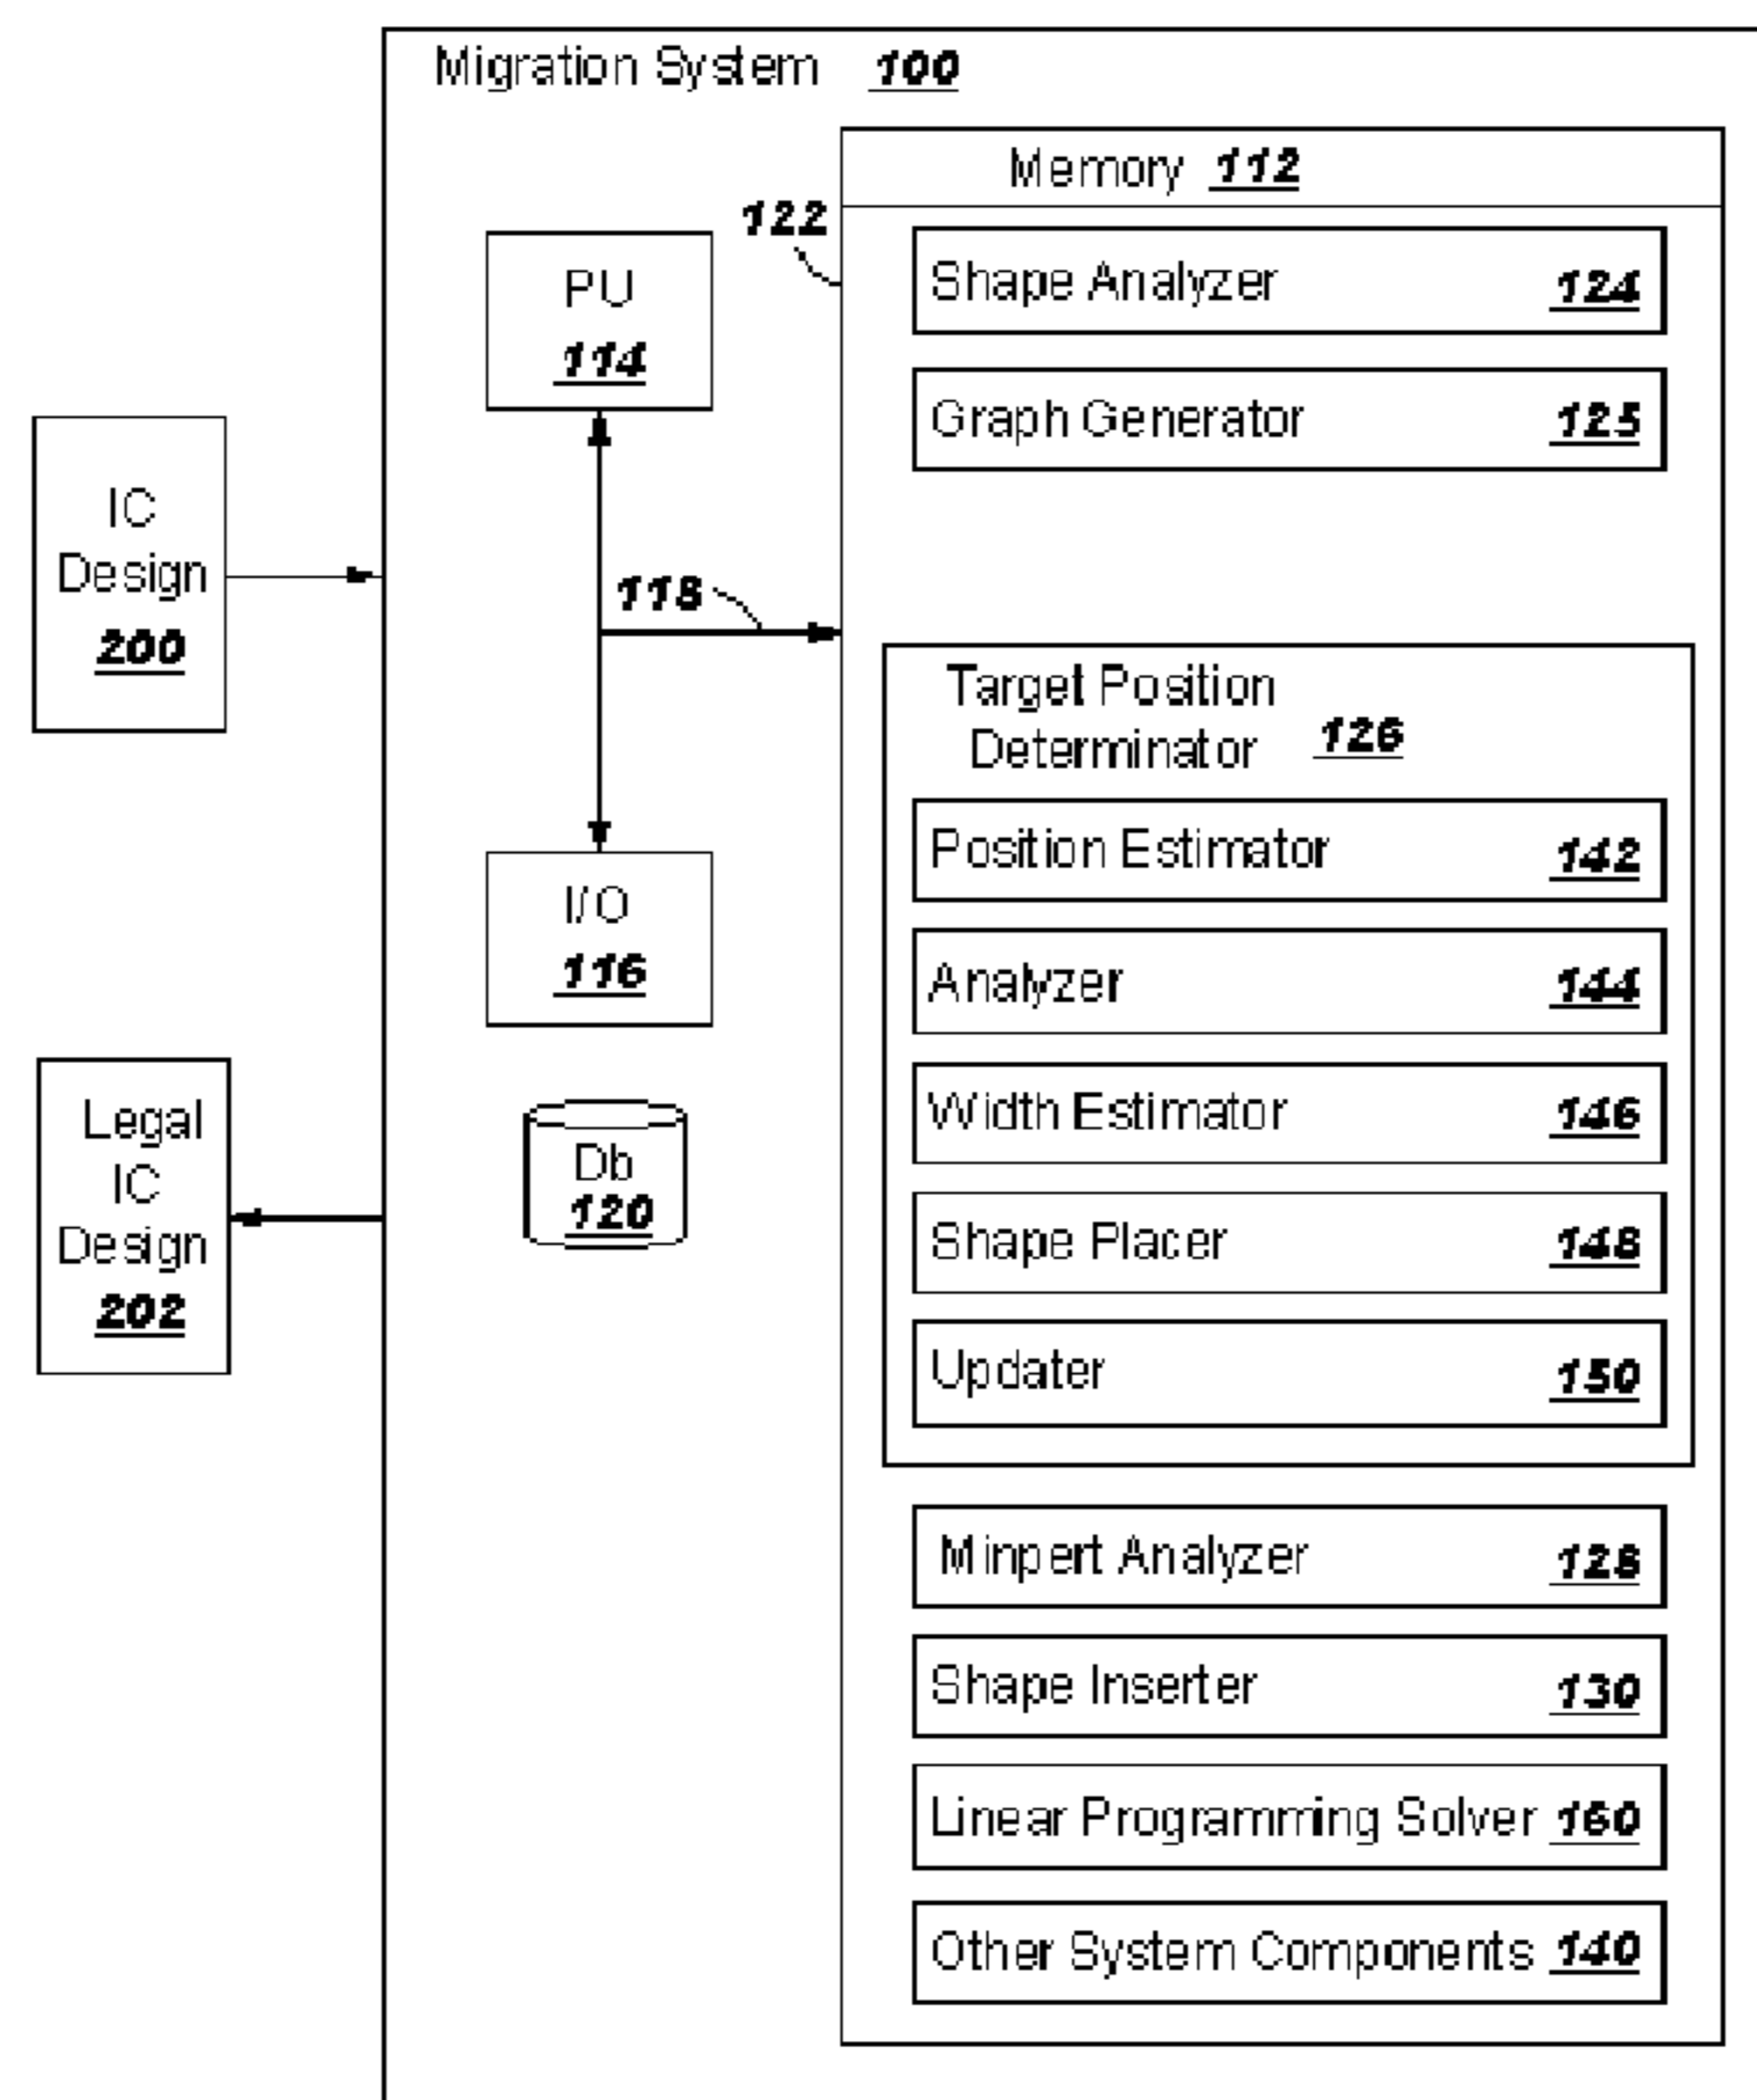 Migration System 100
Memory 112
122
Shape Analyzer 124
PU
114
Graph Generator 125
IC
Design
200
118
Target Position
Determinator 126
Position Estimator 142
I/O
116
Analyzer 144
Width Estimator 146
Legal
IC
Design
202
Db
120
Shape Placer 148
Updater 150
Minpert Analyzer 128
Shape Inserter 130
Linear Programming Solver 160
Other System Components 140